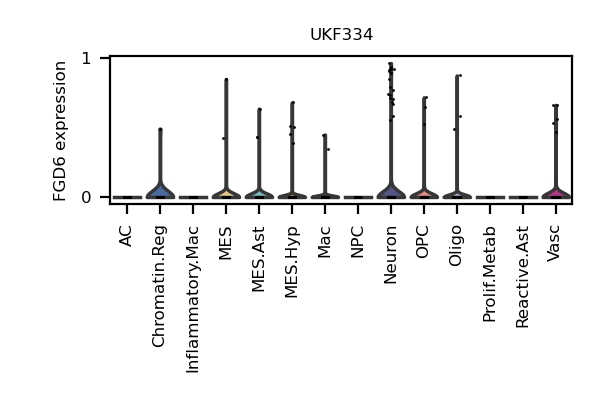 UKF334
FGD6 expression
1
0
AC
Chromatin.Reg
Inflammatory.Mac
MES
MES.Ast
MES.Hyp
Mac
NPC
Neuron
OPC
Oligo
Prolif.Metab
Reactive.Ast
Vasc